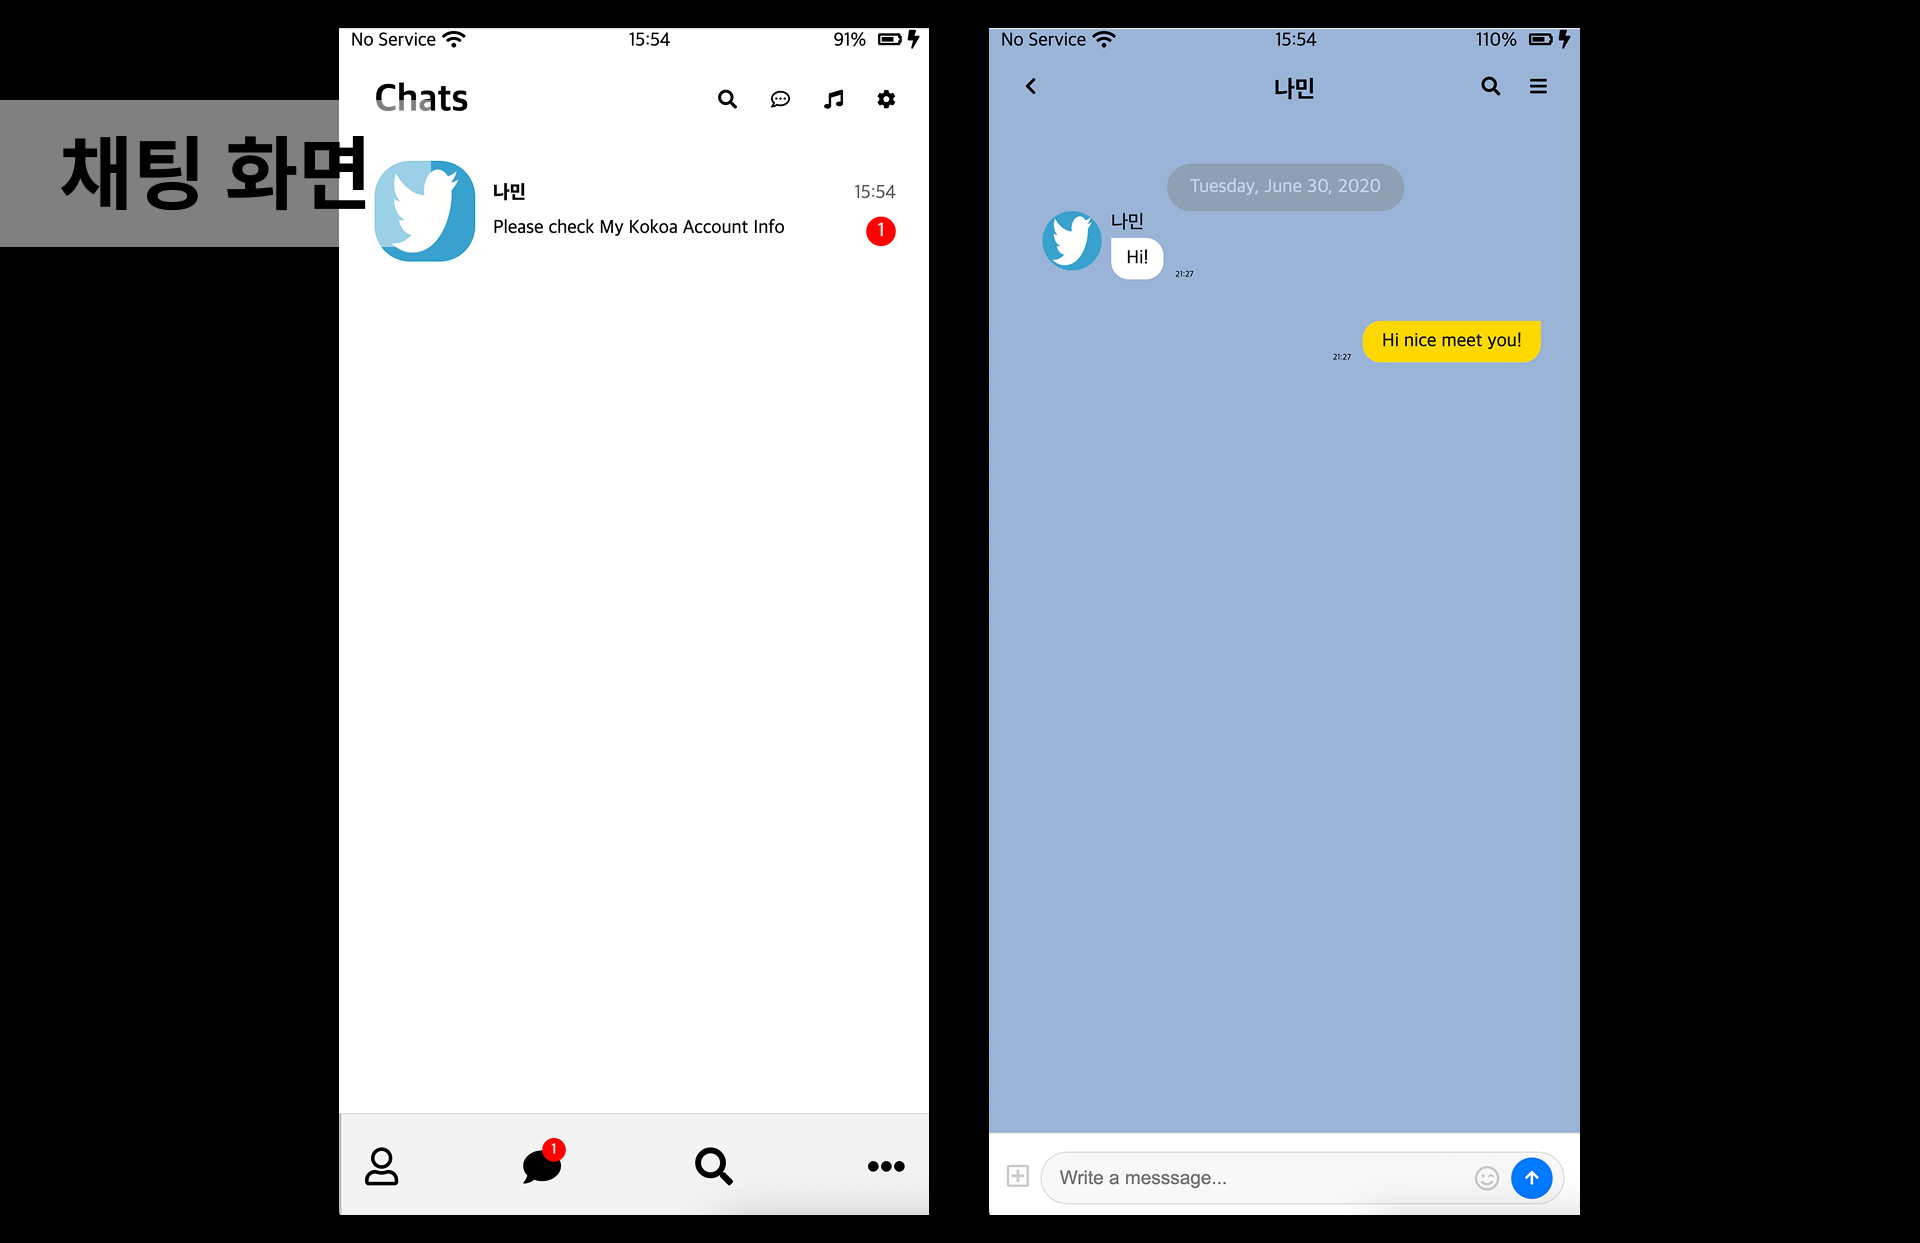 채팅 화면
No Service 15:54 91%
Chats
나민 15:54
Please check My Kokoa Account Info 1
1
No Service 15:54 110%
나민
Tuesday, June 30, 2020
나민
Hi!
21:27
Hi nice meet you!
21:27
Write a messsage...